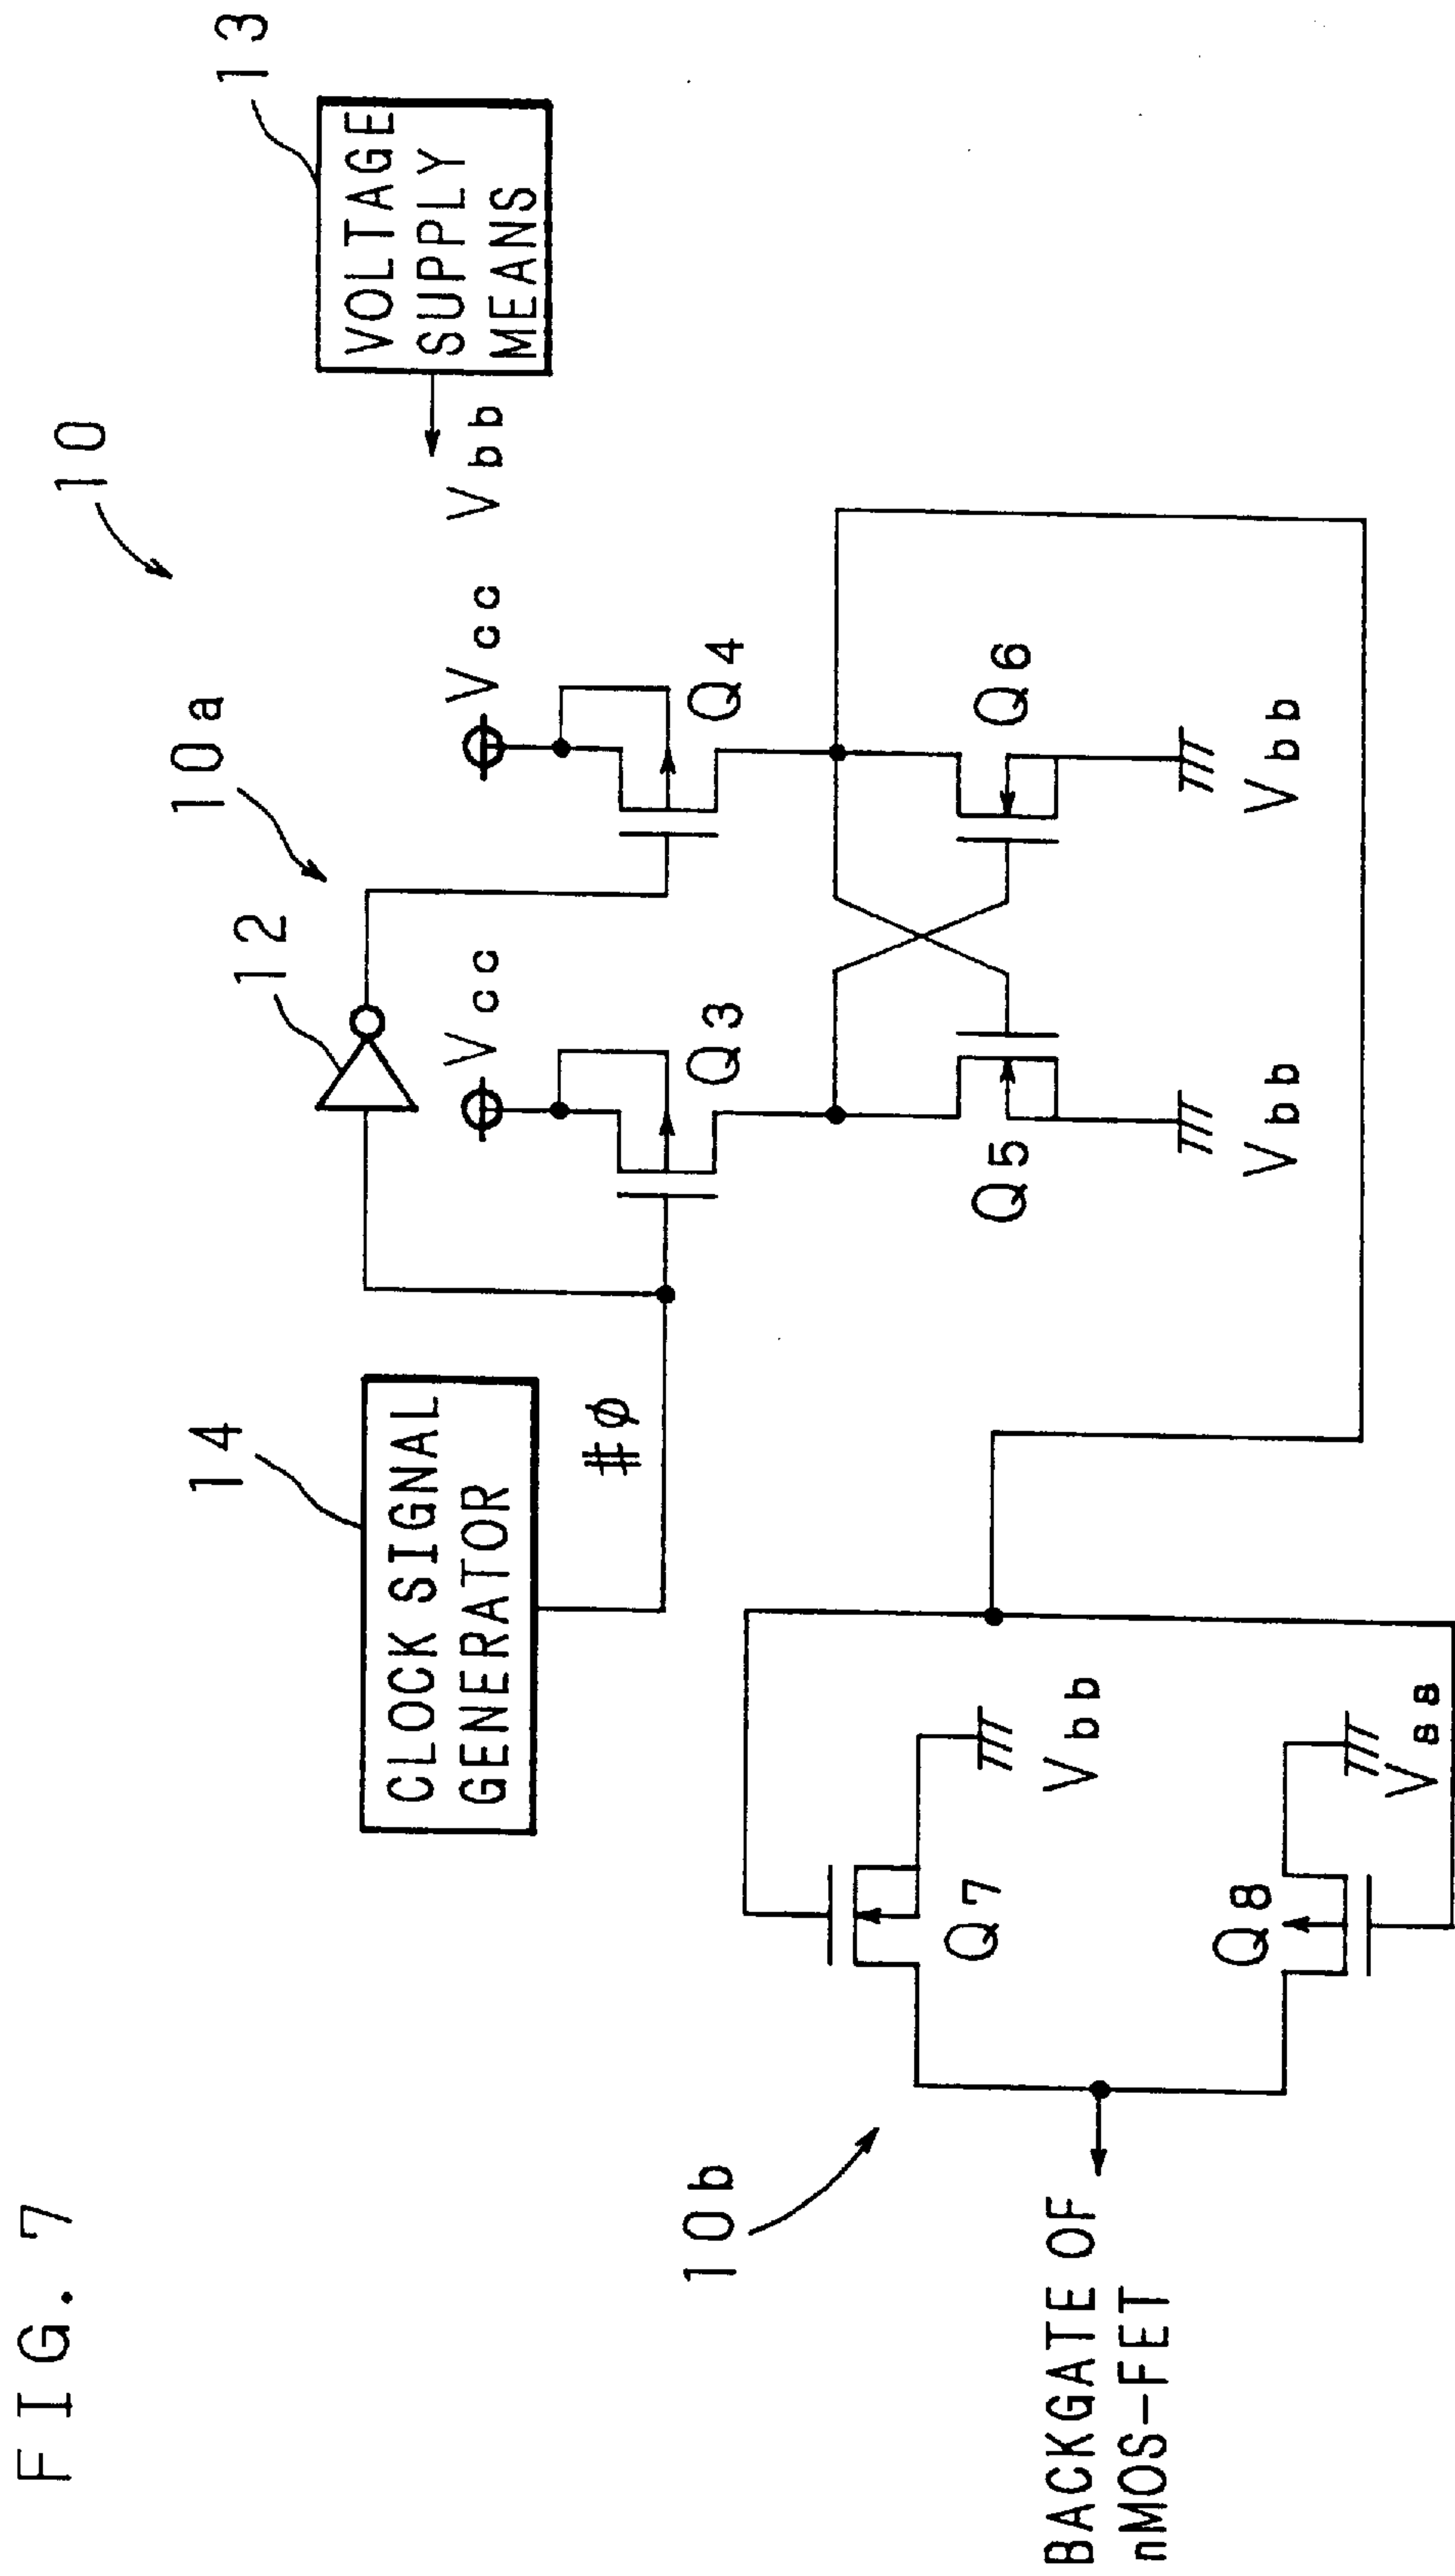 FIG. 7
10
13
VOLTAGE
SUPPLY
MEANS
Vbb
10a
12
14
CLOCK SIGNAL
GENERATOR
#φ
Vcc
Vcc
Q3
Q4
Q5
Q6
Vbb
Vbb
10b
Q7
Vbb
Q8
Vss
BACKGATE OF
nMOS-FET